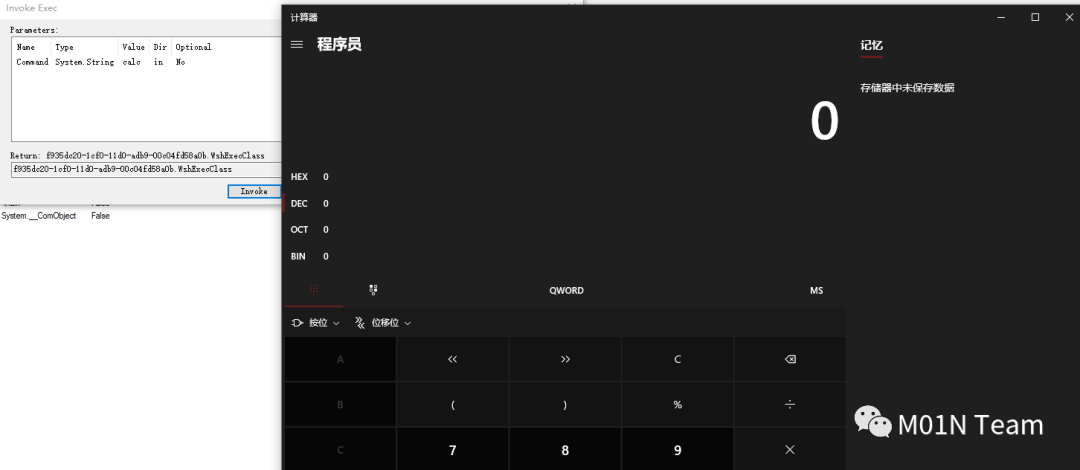 Invoke Exec
Parameters:
Name Type Value Dir Optional
Command System.String calc in No
Return: f935dc20-1cf0-11d0-adb9-00c04fd58a0b.WshExecClass
f935dc20-1cf0-11d0-adb9-00c04fd58a0b.WshExecClass
Invoke
System.__ComObject False
计算器
程序员
0
HEX 0
DEC 0
OCT 0
BIN 0
QWORD MS
按位 位移位
A << >> C
B ( ) % ÷
C 7 8 9 ×
记忆
存储器中未保存数据
M01N Team